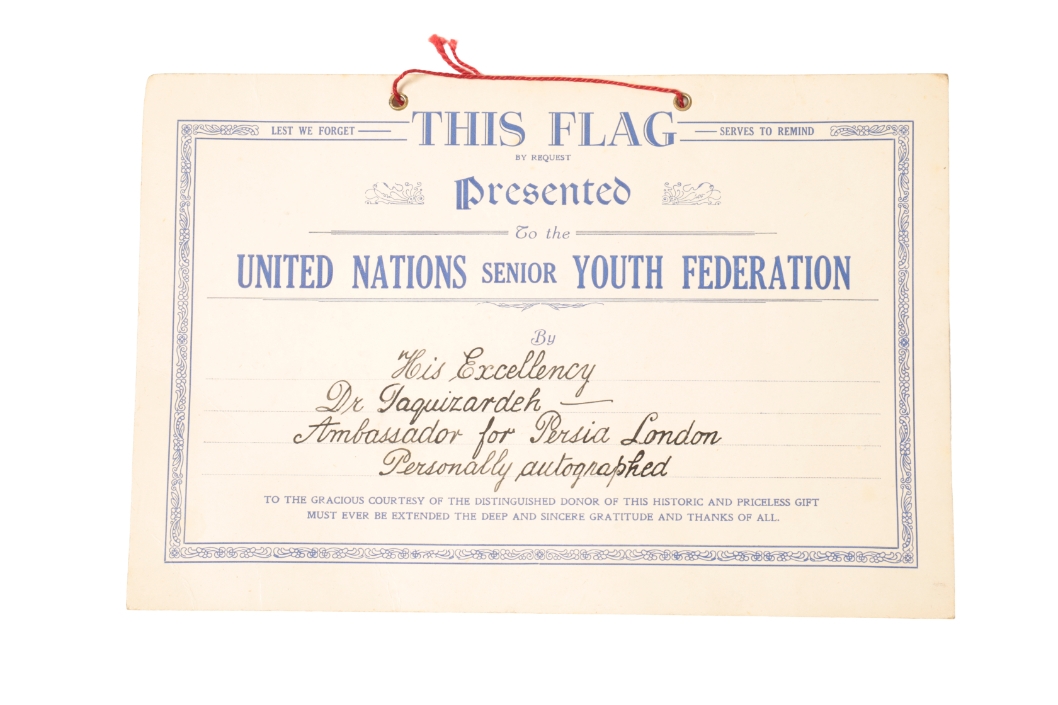 LEST WE FORGET — THIS FLAG — SERVES TO REMIND
BY REQUEST
Presented
To the
UNITED NATIONS SENIOR YOUTH FEDERATION
By
His Excellency
Dr Taquizardeh —
Ambassador for Persia London
Personally autographed
TO THE GRACIOUS COURTESY OF THE DISTINGUISHED DONOR OF THIS HISTORIC AND PRICELESS GIFT
MUST EVER BE EXTENDED THE DEEP AND SINCERE GRATITUDE AND THANKS OF ALL.